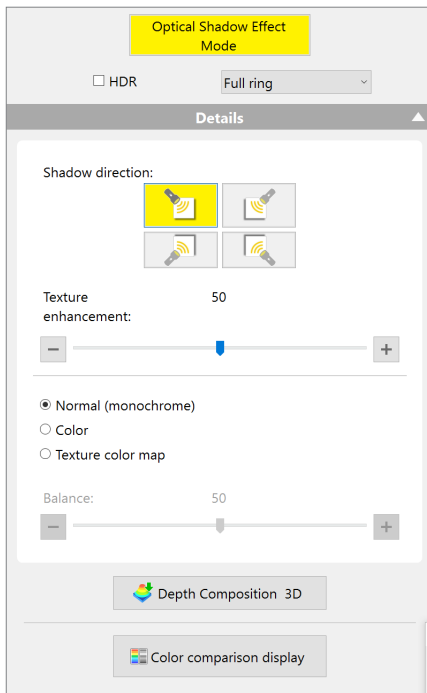 Optical Shadow Effect
Mode
HDR
Full ring
Details
Shadow direction:
Texture
enhancement:
50
Normal (monochrome)
Color
Texture color map
Balance:
50
Depth Composition 3D
Color comparison display